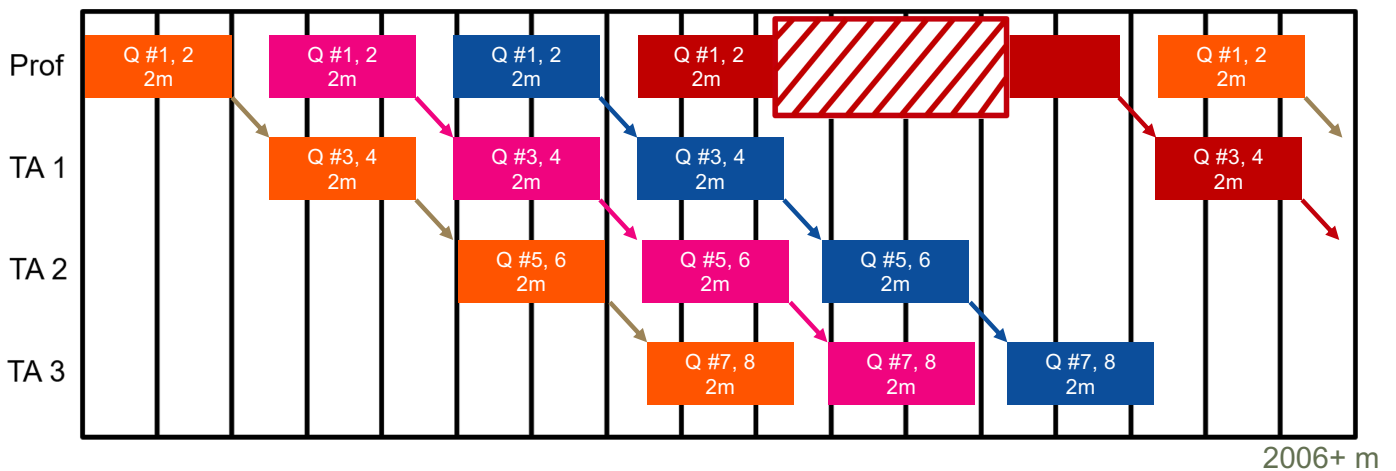 Prof
Q #1, 2
2m
Q #1, 2
2m
Q #1, 2
2m
Q #1, 2
2m
Q #1, 2
2m
TA 1
Q #3, 4
2m
Q #3, 4
2m
Q #3, 4
2m
Q #3, 4
2m
TA 2
Q #5, 6
2m
Q #5, 6
2m
Q #5, 6
2m
TA 3
Q #7, 8
2m
Q #7, 8
2m
Q #7, 8
2m
2006+ m